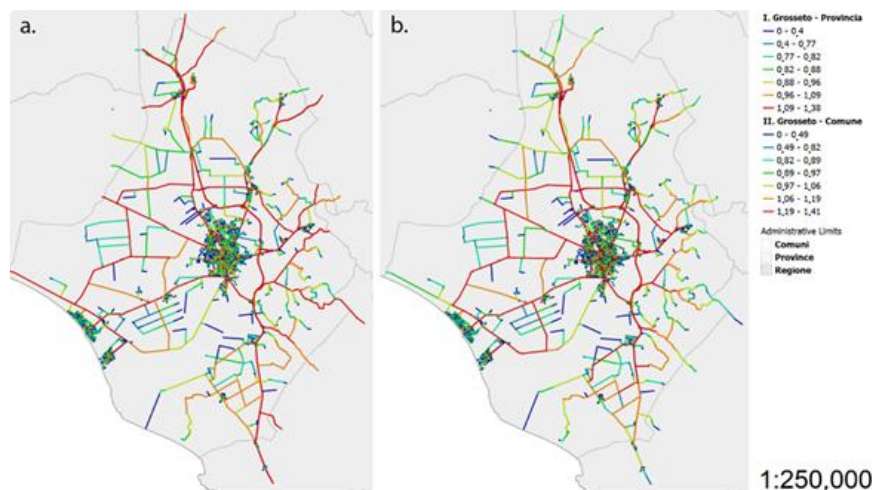 a.
b.
I. Grosseto - Provincia
0 - 0,4
0,4 - 0,77
0,77 - 0,82
0,82 - 0,88
0,88 - 0,96
0,96 - 1,09
1,09 - 1,38
II. Grosseto - Comune
0 - 0,49
0,49 - 0,82
0,82 - 0,89
0,89 - 0,97
0,97 - 1,06
1,06 - 1,19
1,19 - 1,41
Administrative Limits
Comuni
Province
Regione
1:250,000